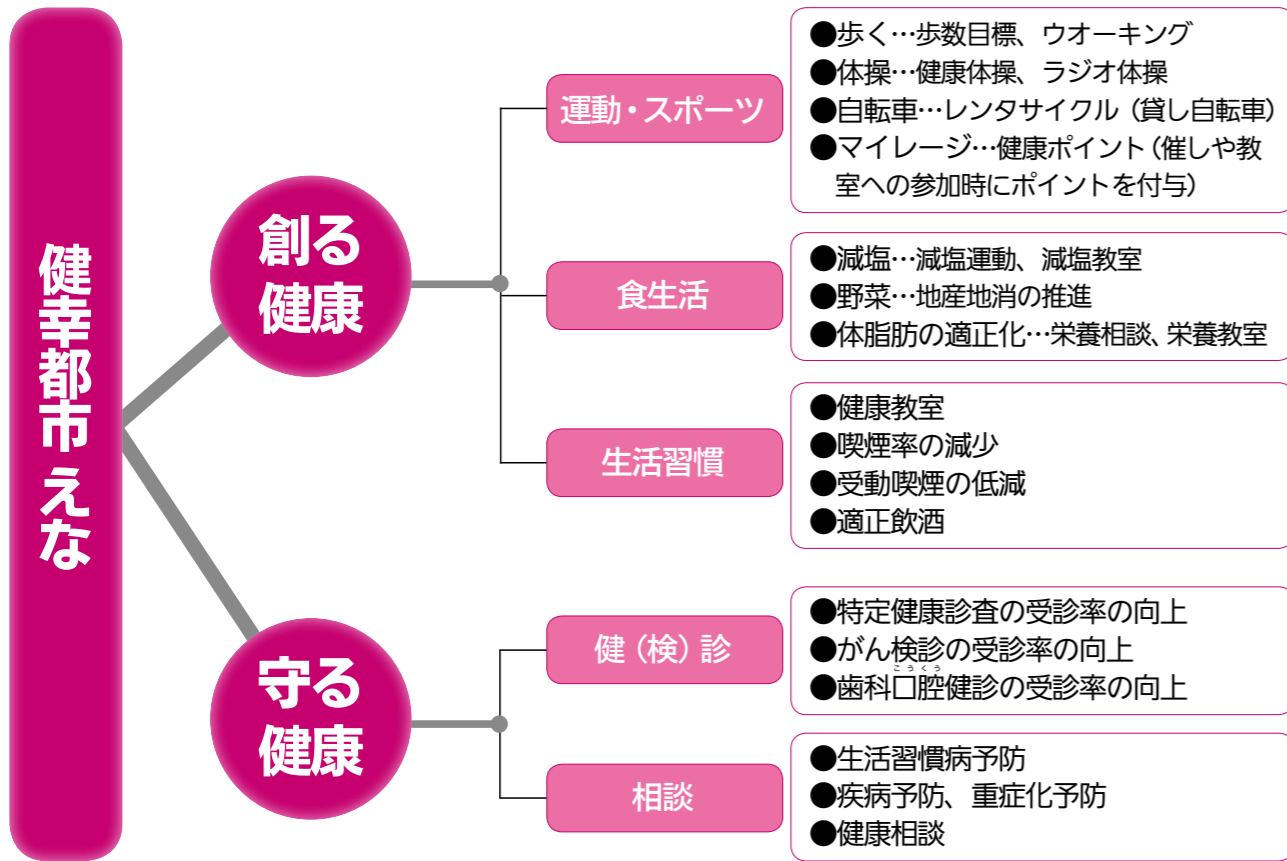 健幸都市 えな
創る
健康
運動・スポーツ
●歩く…歩数目標、ウオーキング
●体操…健康体操、ラジオ体操
●自転車…レンタサイクル（貸し自転車）
●マイレージ…健康ポイント（催しや教
室への参加時にポイントを付与）
食生活
●減塩…減塩運動、減塩教室
●野菜…地産地消の推進
●体脂肪の適正化…栄養相談、栄養教室
生活習慣
●健康教室
●喫煙率の減少
●受動喫煙の低減
●適正飲酒
守る
健康
健（検）診
●特定健康診査の受診率の向上
●がん検診の受診率の向上
こうくう
●歯科口腔健診の受診率の向上
相談
●生活習慣病予防
●疾病予防、重症化予防
●健康相談